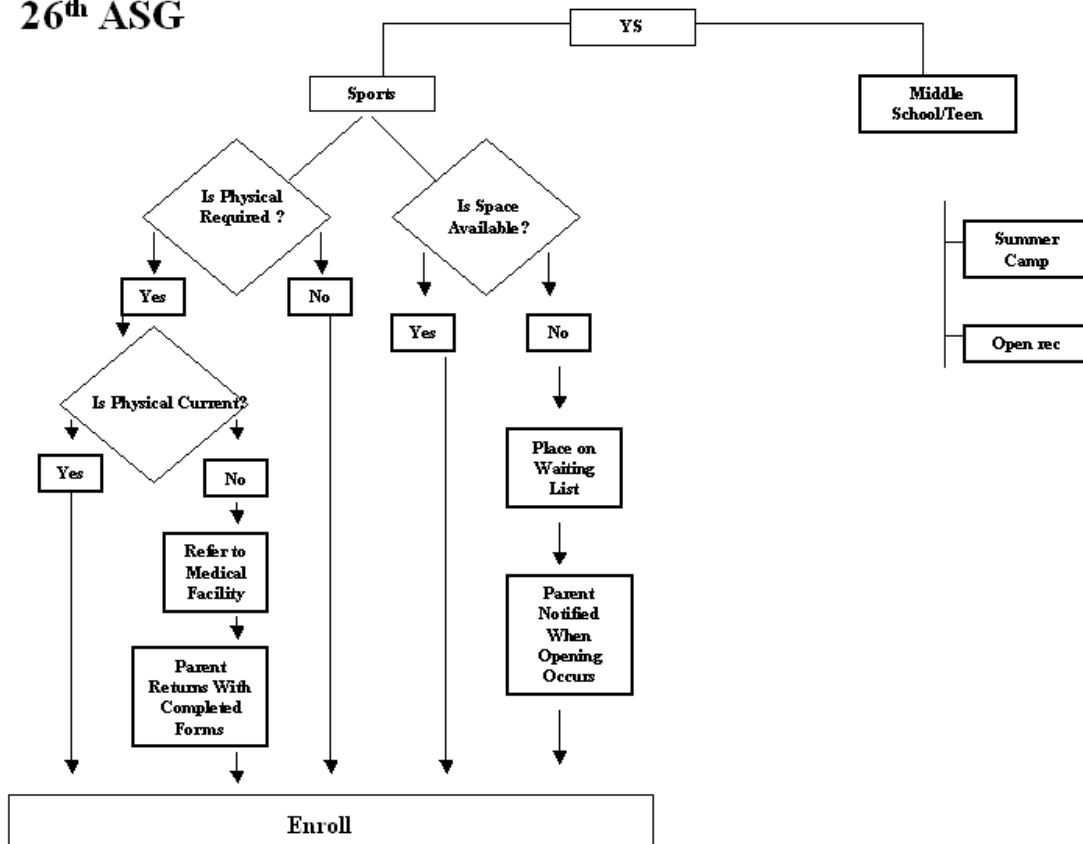 26th ASG
YS
Sports
Middle
School/Teen
Is Physical
Required ?
Is Space
Available?
Summer
Camp
Yes
No
Yes
No
Open rec
Is Physical Current?
Yes
No
Place on
Waiting
List
Refer to
Medical
Facility
Parent
Notified
When
Opening
Occurs
Parent
Returns With
Completed
Forms
Enroll